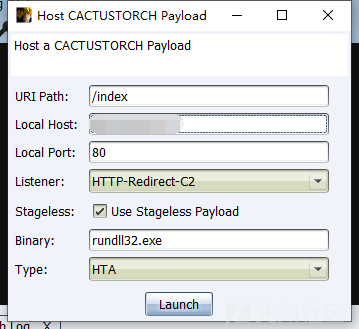 Host CACTUSTORCH Payload
Host a CACTUSTORCH Payload
URI Path: /index
Local Host:
Local Port: 80
Listener: HTTP-Redirect-C2
Stageless: Use Stageless Payload
Binary: rundll32.exe
Type: HTA
Launch